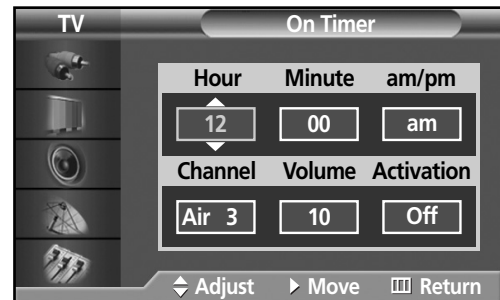 TV On Timer
Hour Minute am/pm
12 00 am
Channel Volume Activation
Air 3 10 Off
Adjust Move Return